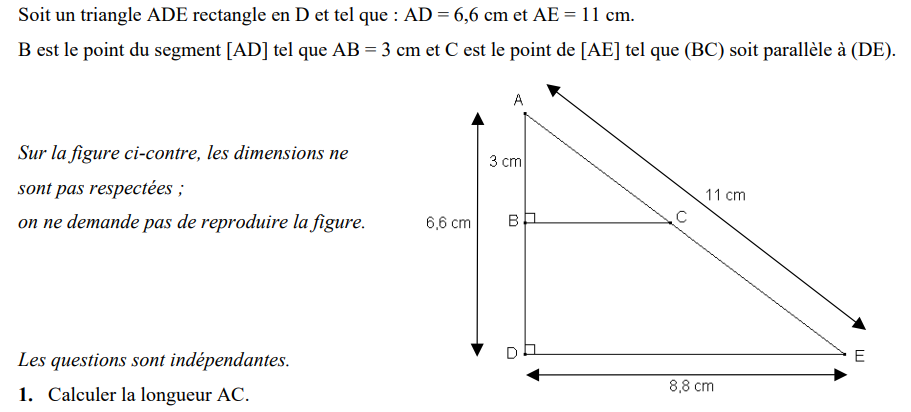 Soit un triangle ADE rectangle en D et tel que : AD = 6,6 cm et AE = 11 cm.
B est le point du segment [AD] tel que AB = 3 cm et C est le point de [AE] tel que (BC) soit parallèle à (DE).
A
Sur la figure ci-contre, les dimensions ne
3 cm
sont pas respectées ;
11 cm
on ne demande pas de reproduire la figure.
6,6 cm
B
C
Les questions sont indépendantes.
D
E
8,8 cm
1. Calculer la longueur AC.